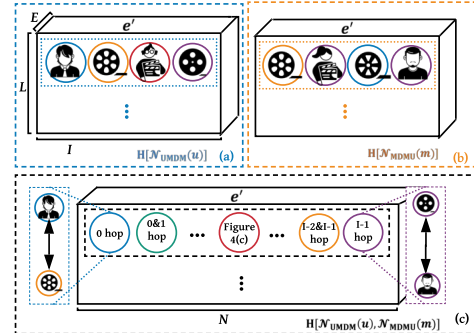 E
e′
L
I
H[𝒩UMDM(u)] (a)
e′
H[𝒩MDMU(m)] (b)
e′
0 hop
0&1
hop
...
Figure
4(c)
...
I-2&I-1
hop
I-1
hop
N
(c)
H[𝒩UMDM(u), 𝒩MDMU(m)]